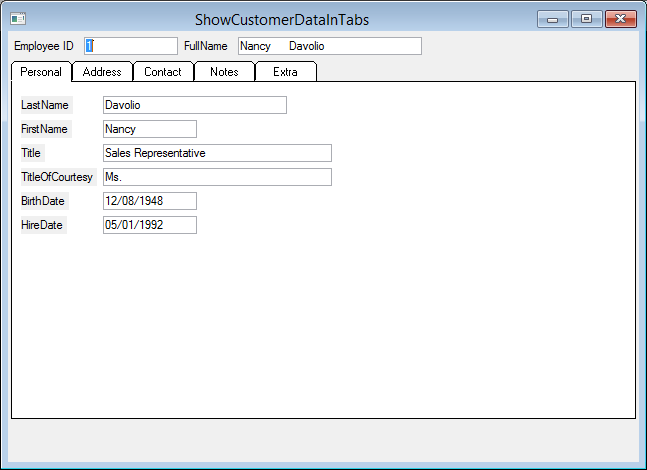 ShowCustomerDataInTabs
Employee ID 1 FullName Nancy Davolio
Personal Address Contact Notes Extra
LastName Davolio
FirstName Nancy
Title Sales Representative
TitleOfCourtesy Ms.
BirthDate 12/08/1948
HireDate 05/01/1992